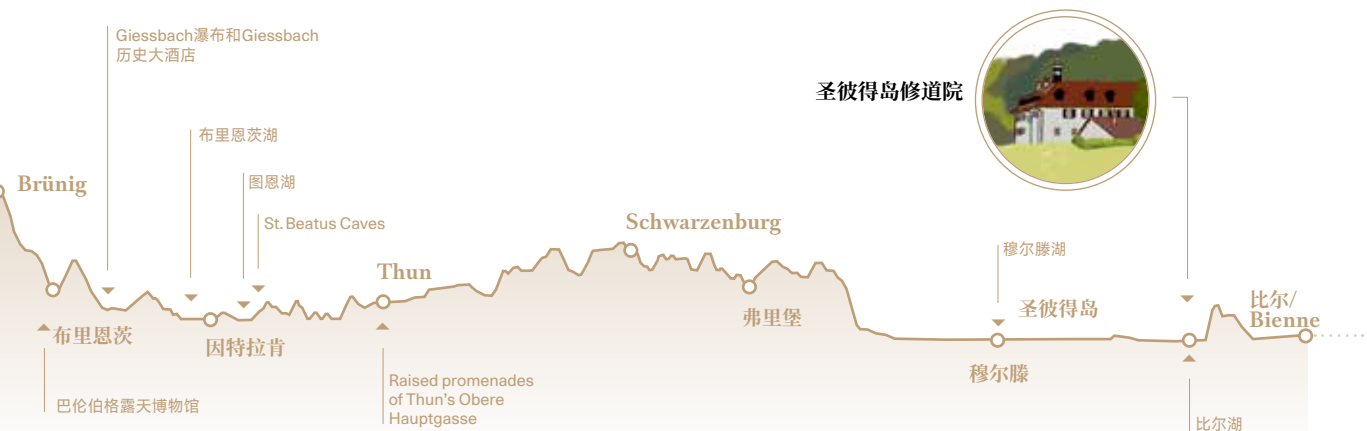 Giessbach瀑布和Giessbach
历史大酒店
圣彼得岛修道院
布里恩茨湖
Brünig
图恩湖
St. Beatus Caves
Schwarzenburg
穆尔滕湖
Thun
圣彼得岛
比尔/
Bienne
弗里堡
布里恩茨
因特拉肯
穆尔滕
Raised promenades
of Thun's Obere
Hauptgasse
巴伦伯格露天博物馆
比尔湖